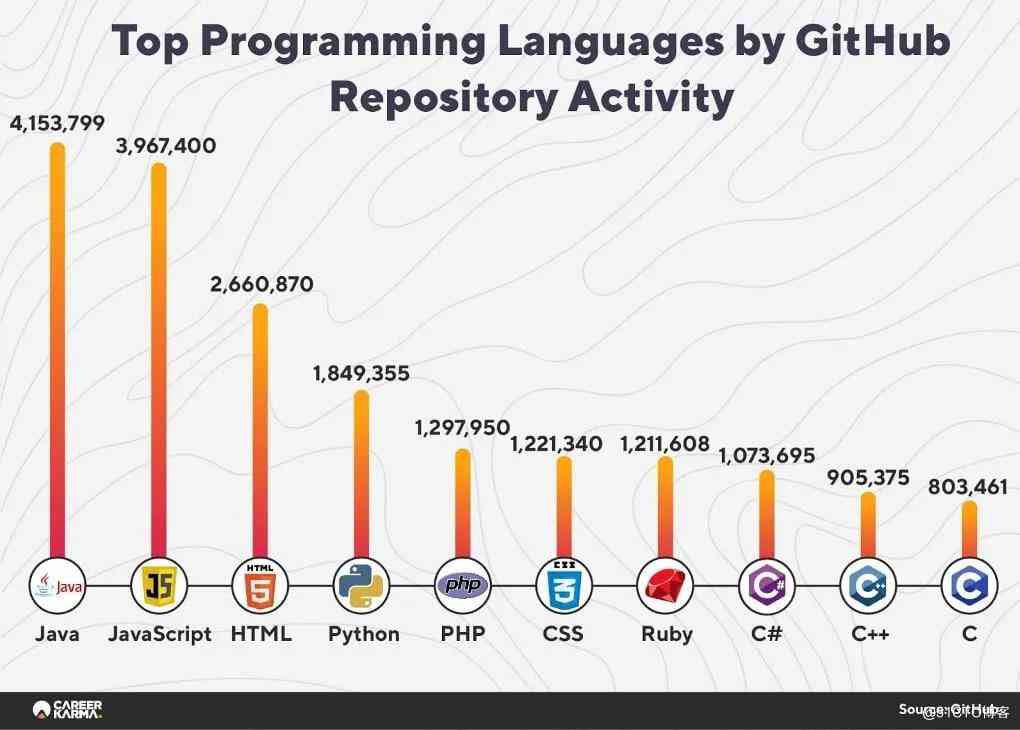 Top Programming Languages by GitHub
Repository Activity
4,153,799
3,967,400
2,660,870
1,849,355
1,297,950
1,221,340
1,211,608
1,073,695
905,375
803,461
Java
JS
HTML
5
php
CSS
3
C#
C++
C
Java JavaScript HTML Python PHP CSS Ruby C# C++ C
CAREER
KARMA.
Source: GitHub
@51CTO博客